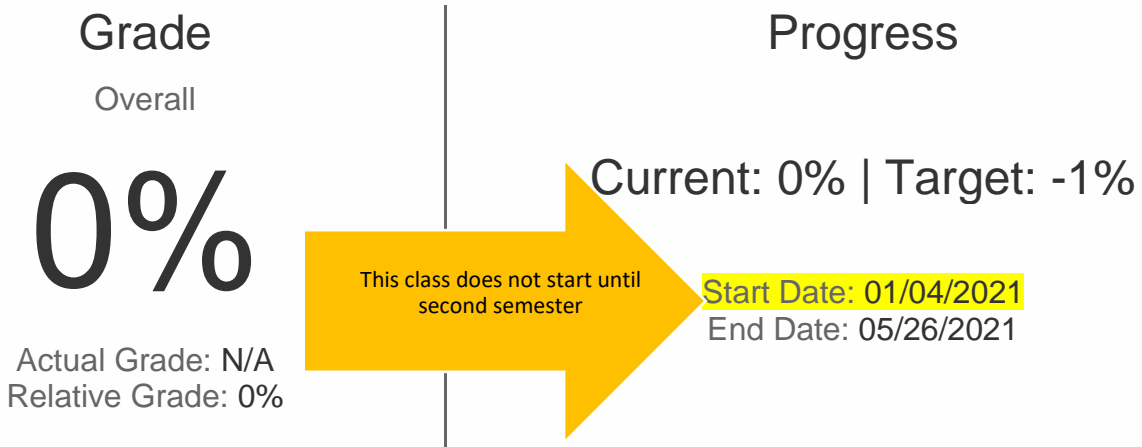 Grade
Overall
0%
Actual Grade: N/A
Relative Grade: 0%
This class does not start until
second semester
Progress
Current: 0% | Target: -1%
Start Date: 01/04/2021
End Date: 05/26/2021